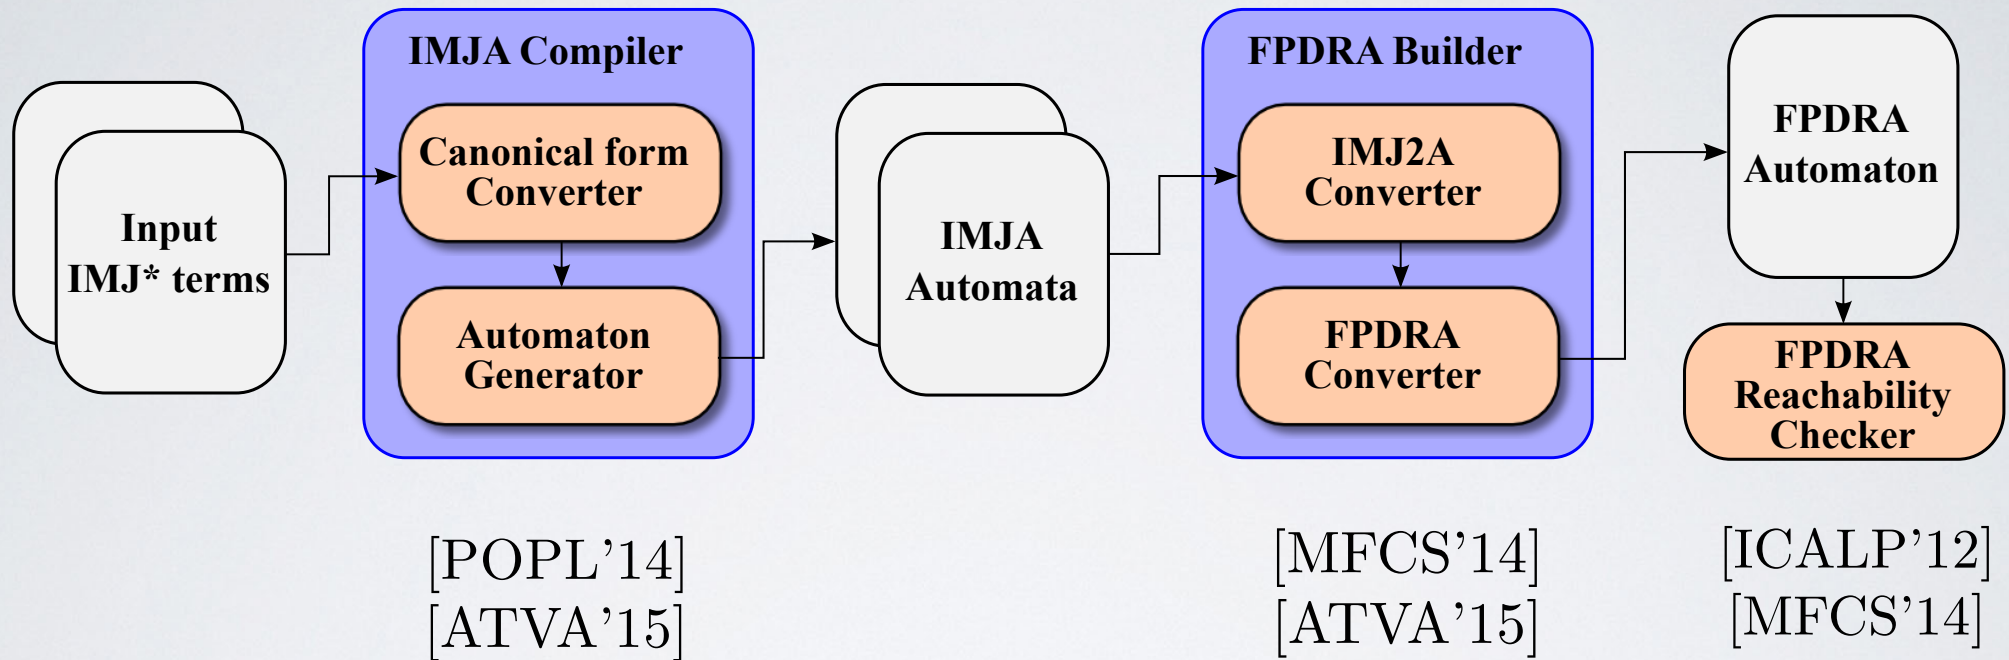 Input
IMJ* terms
IMJA Compiler
Canonical form
Converter
Automaton
Generator
IMJA
Automata
FPDRA Builder
IMJ2A
Converter
FPDRA
Converter
FPDRA
Automaton
FPDRA
Reachability
Checker
[POPL’14]
[ATVA’15]
[MFCS’14]
[ATVA’15]
[ICALP’12]
[MFCS’14]